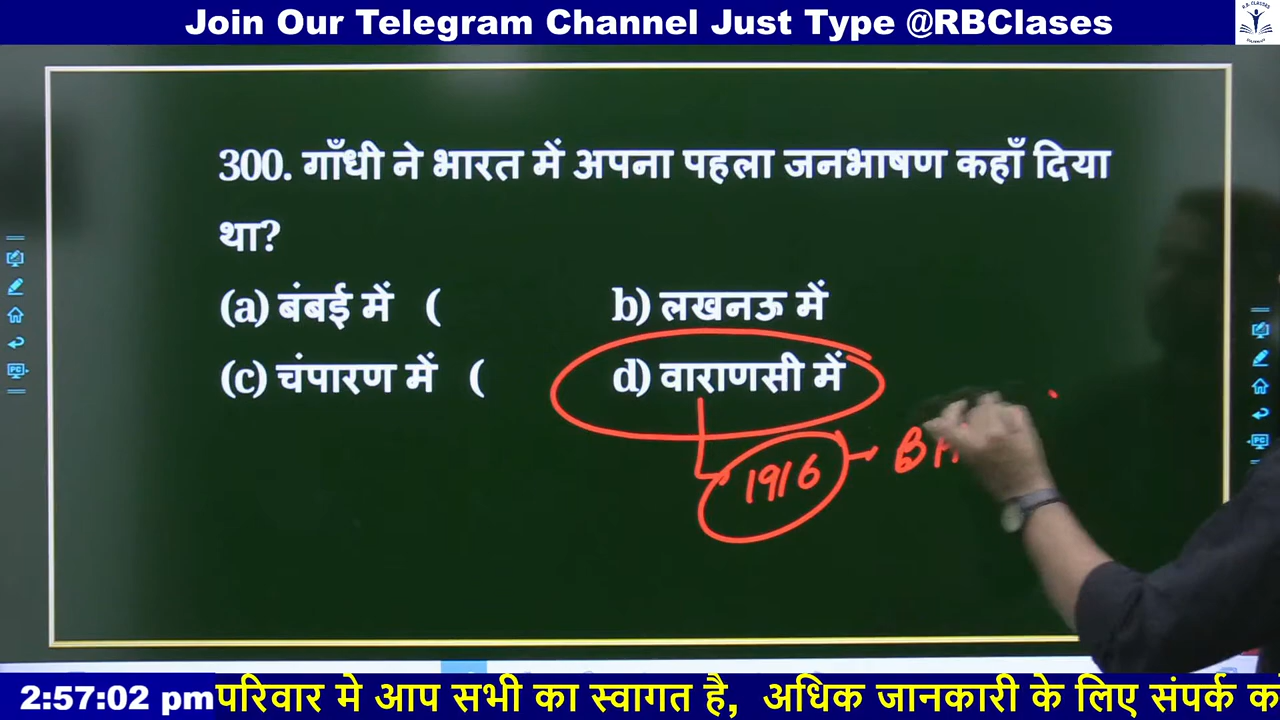 Join Our Telegram Channel Just Type @RBClases
300. गाँधी ने भारत में अपना पहला जनभाषण कहाँ दिया
था?
(a) बंबई में (
b) लखनऊ में
(c) चंपारण में (
d) वाराणसी में
1916
2:57:02 pm परिवार मे आप सभी का स्वागत है, अधिक जानकारी के लिए संपर्क